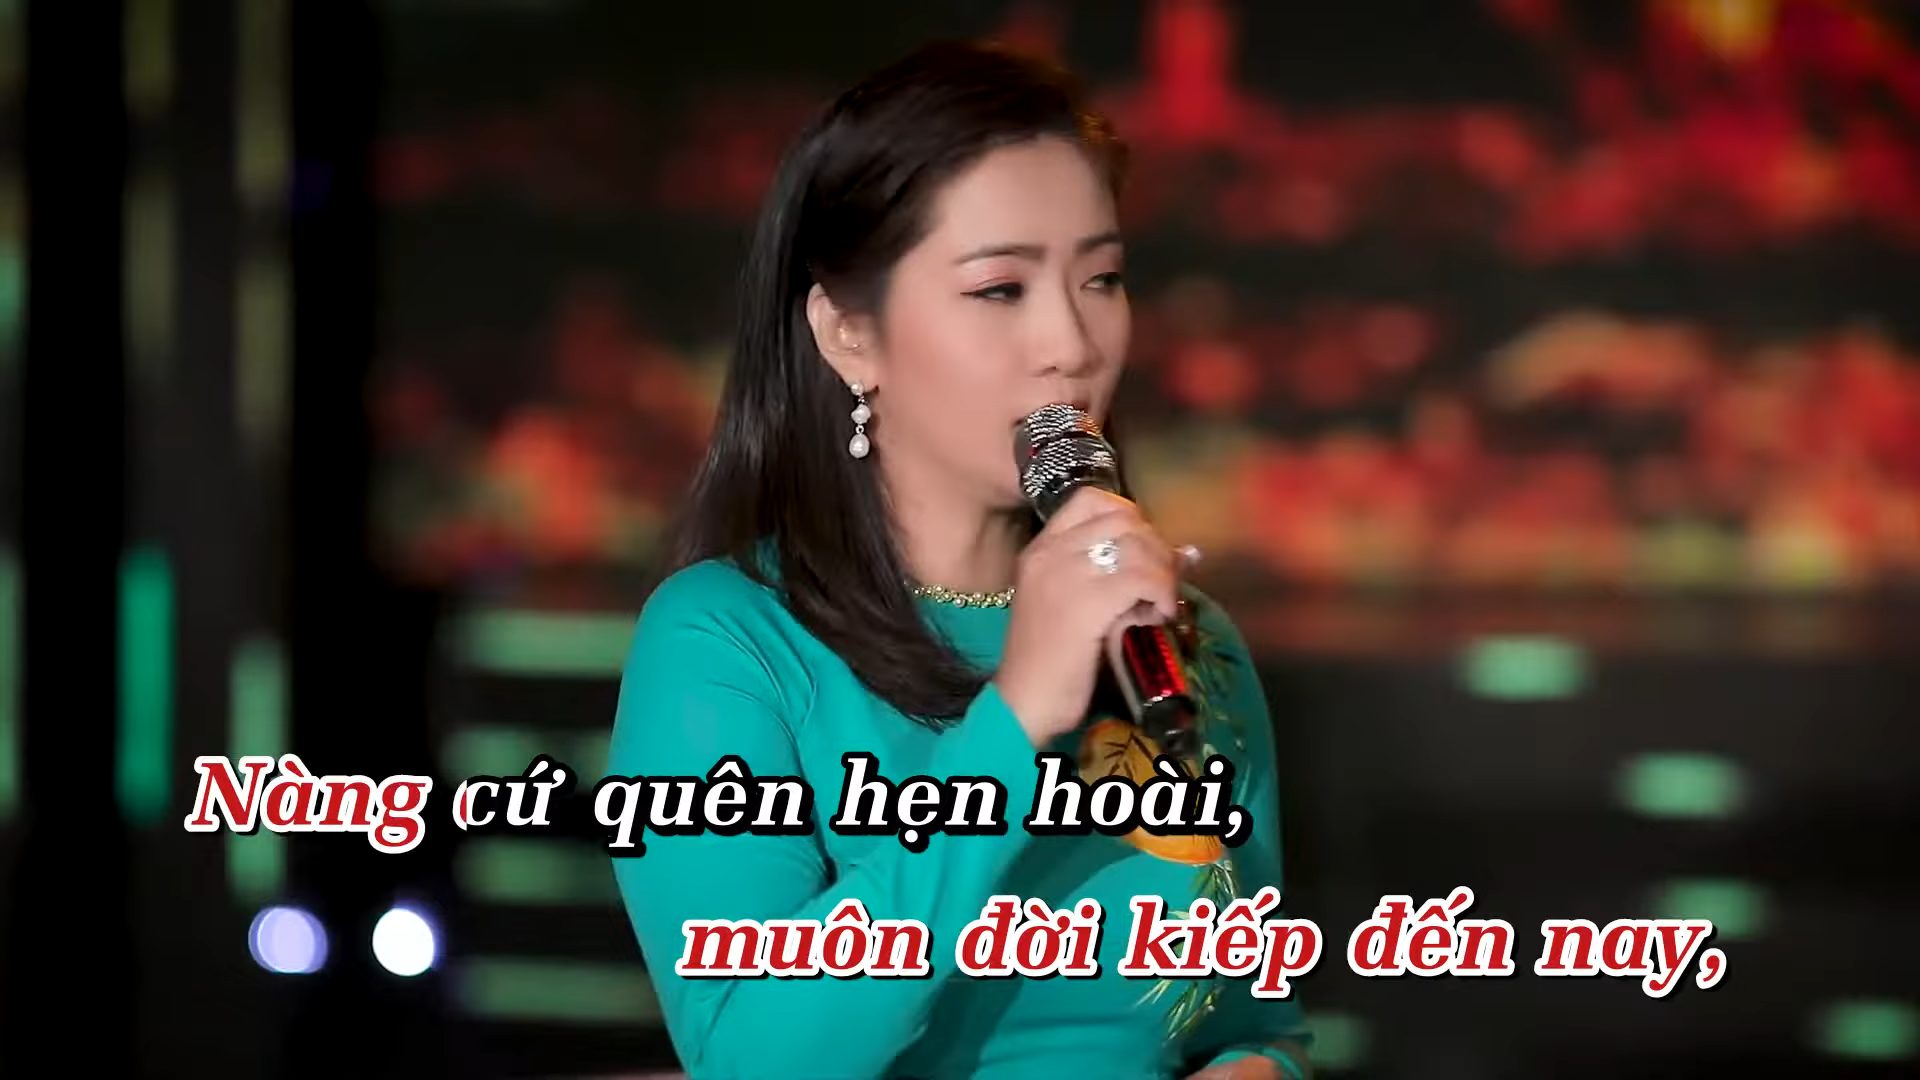 Nàng cứ quên hẹn hoài,
muôn đời kiếp đến nay,